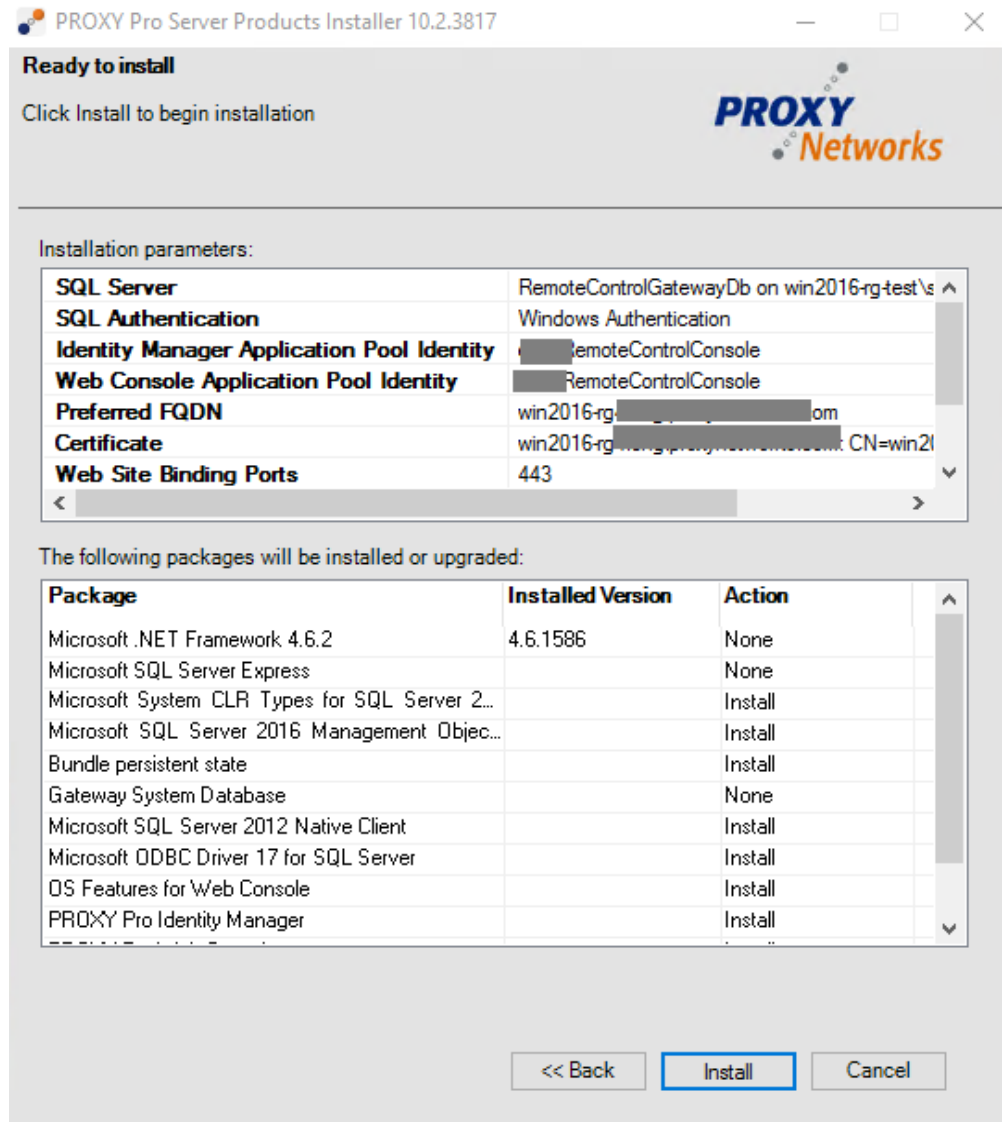 PROXY Pro Server Products Installer 10.2.3817
Ready to install
Click Install to begin installation
PROXY
Networks
Installation parameters:
SQL Server RemoteControlGatewayDb on win2016-rg-test\s
SQL Authentication Windows Authentication
Identity Manager Application Pool Identity RemoteControlConsole
Web Console Application Pool Identity RemoteControlConsole
Preferred FQDN win2016-rg- om
Certificate win2016-rg CN=win20
Web Site Binding Ports 443
The following packages will be installed or upgraded:
Package Installed Version Action
Microsoft .NET Framework 4.6.2 4.6.1586 None
Microsoft SQL Server Express None
Microsoft System CLR Types for SQL Server 2... Install
Microsoft SQL Server 2016 Management Objec... Install
Bundle persistent state Install
Gateway System Database None
Microsoft SQL Server 2012 Native Client Install
Microsoft ODBC Driver 17 for SQL Server Install
OS Features for Web Console Install
PROXY Pro Identity Manager Install
<< Back Install Cancel